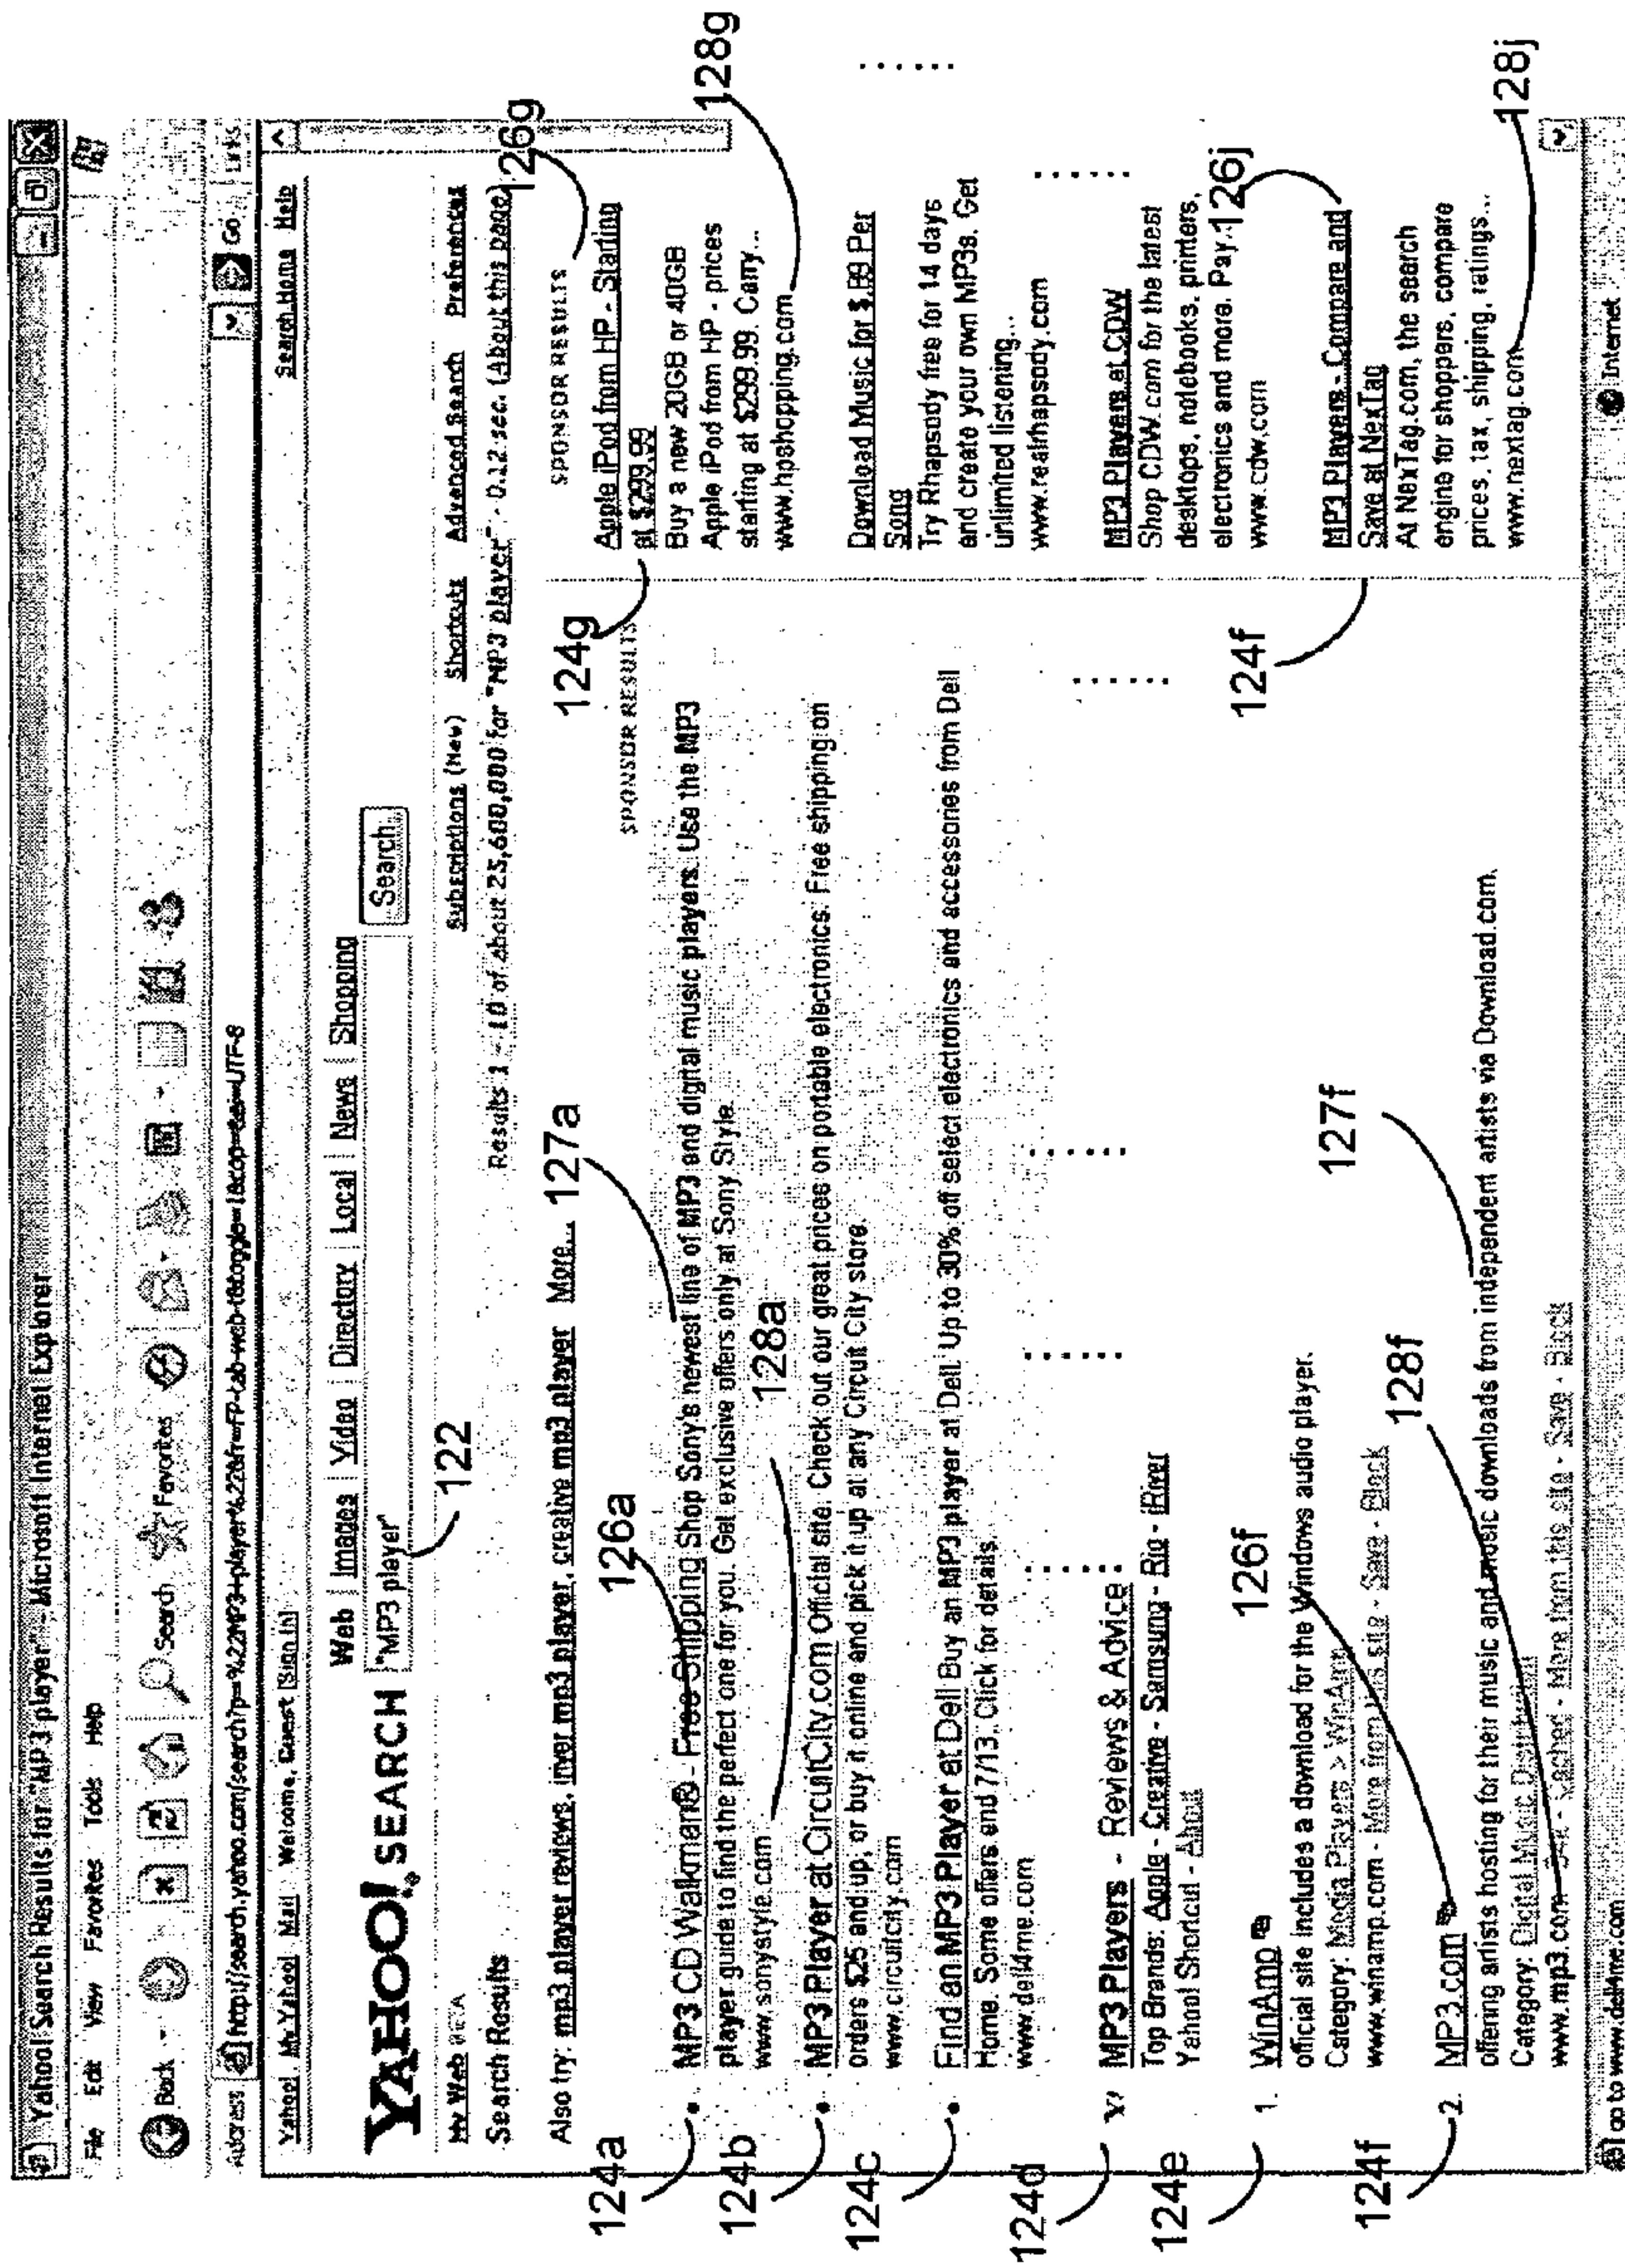 Yahoo! Search Results for "MP3 player" - Microsoft Internet Explorer
File Edit View Favorites Tools Help
Back Search Favorites
Address http://search.yahoo.com/search?p=%22MP3+player%22&fr=FP-tab-web-t&toggle=1&cop=&ei=UTF-8 Go Links
Yahoo! My Yahoo! Mail Welcome, Guest [Sign In] Search Home Help
Web | Images | Video | Directory | Local | News | Shopping
YAHOO! SEARCH "MP3 player" Search
122
My Web BETA Subscriptions (New) Shortcuts Advanced Search Preferences
Search Results Results 1 - 10 of about 25,600,000 for "MP3 player" - 0.12 sec. (About this page)
Also try: mp3 player reviews, iriver mp3 player, creative mp3 player More...
126a
127a
124g
126g
SPONSOR RESULTS
124a
MP3 CD Walkman® - Free Shipping Shop Sony's newest line of MP3 and digital music players. Use the MP3
player guide to find the perfect one for you. Get exclusive offers only at Sony Style.
www.sonystyle.com
128a
124b
MP3 Player at CircuitCity.com Official site. Check out our great prices on portable electronics. Free shipping on
orders $25 and up, or buy it online and pick it up at any Circuit City store.
www.circuitcity.com
124c
Find an MP3 Player at Dell Buy an MP3 player at Dell. Up to 30% off select electronics and accessories from Dell
Home. Some offers end 7/13. Click for details.
www.dell4me.com
124d
Y! MP3 Players - Reviews & Advice
Top Brands: Apple - Creative - Samsung - Rio - iRiver
Yahoo! Shortcut - About
124e
1. WinAmp
official site includes a download for the Windows audio player.
Category: Media Players > WinAmp
www.winamp.com - More from this site - Save - Block
126f
127f
128f
124f
2. MP3.com
offering artists hosting for their music and music downloads from independent artists via Download.com.
Category: Digital Music Distribution
www.mp3.com - Cached - More from this site - Save - Block
SPONSOR RESULTS
Apple iPod from HP - Starting
at $299.99
Buy a new 20GB or 40GB
Apple iPod from HP - prices
starting at $299.99. Carry...
www.hpshopping.com
128g
Download Music for $.89 Per
Song
Try Rhapsody free for 14 days
and create your own MP3s. Get
unlimited listening...
www.realrhapsody.com
MP3 Players at CDW
Shop CDW.com for the latest
desktops, notebooks, printers,
electronics and more. Pay...
www.cdw.com
126j
124f
MP3 Players - Compare and
Save at NexTag
At NexTag.com, the search
engine for shoppers, compare
prices, tax, shipping, ratings...
www.nextag.com
128j
go to www.dell4me.com Internet